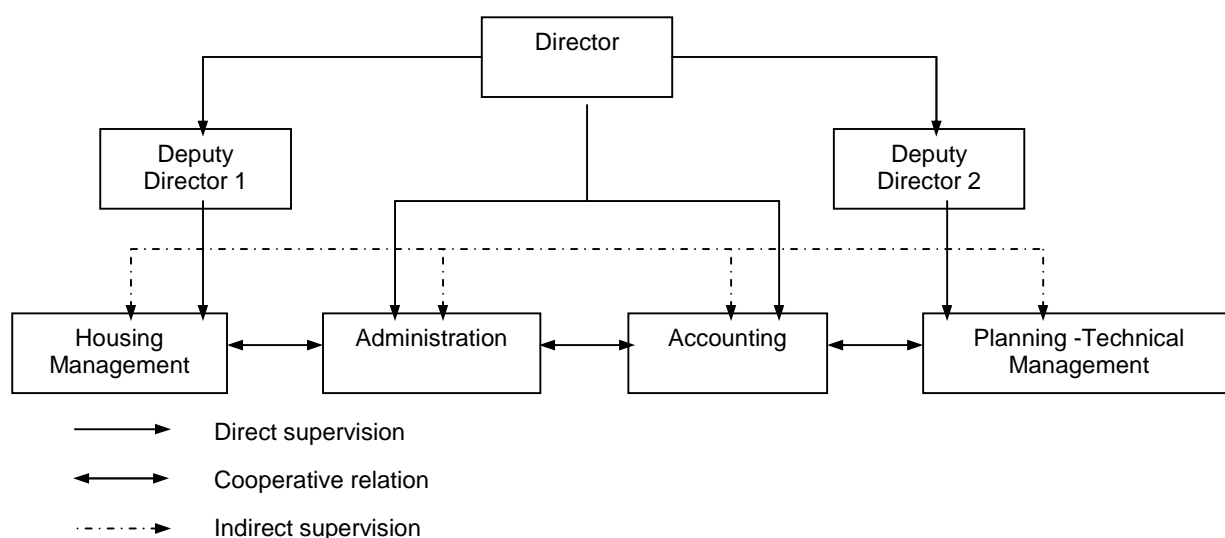 Director
Deputy
Director 1
Deputy
Director 2
Housing
Management
Administration
Accounting
Planning -Technical
Management
Direct supervision
Cooperative relation
Indirect supervision